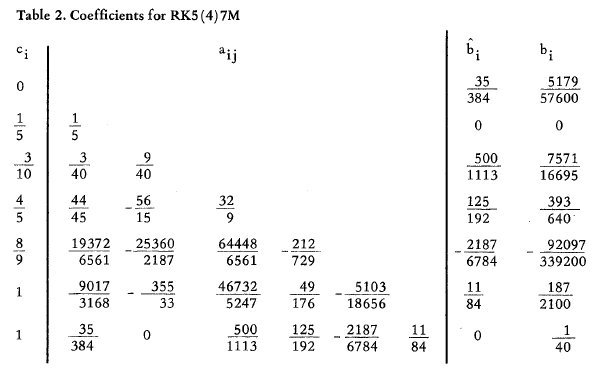 Table 2. Coefficients for RK5(4)7M
c_i a_ij b̂_i b_i
0 35/384 5179/57600
1/5 1/5 0 0
3/10 3/40 9/40 500/1113 7571/16695
4/5 44/45 -56/15 32/9 125/192 393/640
8/9 19372/6561 -25360/2187 64448/6561 -212/729 -2187/6784 -92097/339200
1 9017/3168 -355/33 46732/5247 49/176 -5103/18656 11/84 187/2100
1 35/384 0 500/1113 125/192 -2187/6784 11/84 0 1/40